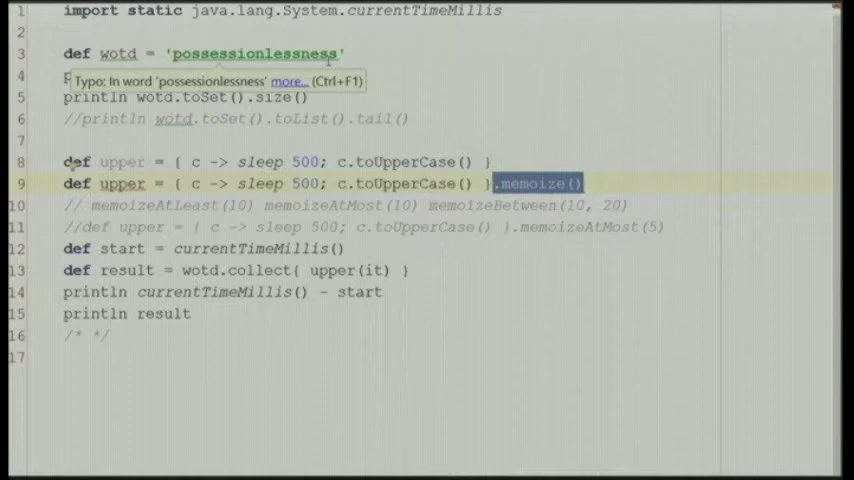 1 import static java.lang.System.currentTimeMillis
2
3 def wotd = 'possessionlessness'
4 p
Typo: In word 'possessionlessness' more... (Ctrl+F1)
5 println wotd.toSet().size()
6 //println wotd.toSet().toList().tail()
7
8 def upper = { c -> sleep 500; c.toUpperCase() }
9 def upper = { c -> sleep 500; c.toUpperCase() }.memoize()
10 // memoizeAtLeast(10) memoizeAtMost(10) memoizeBetween(10, 20)
11 //def upper = { c -> sleep 500; c.toUpperCase() }.memoizeAtMost(5)
12 def start = currentTimeMillis()
13 def result = wotd.collect{ upper(it) }
14 println currentTimeMillis() - start
15 println result
16 /* */
17